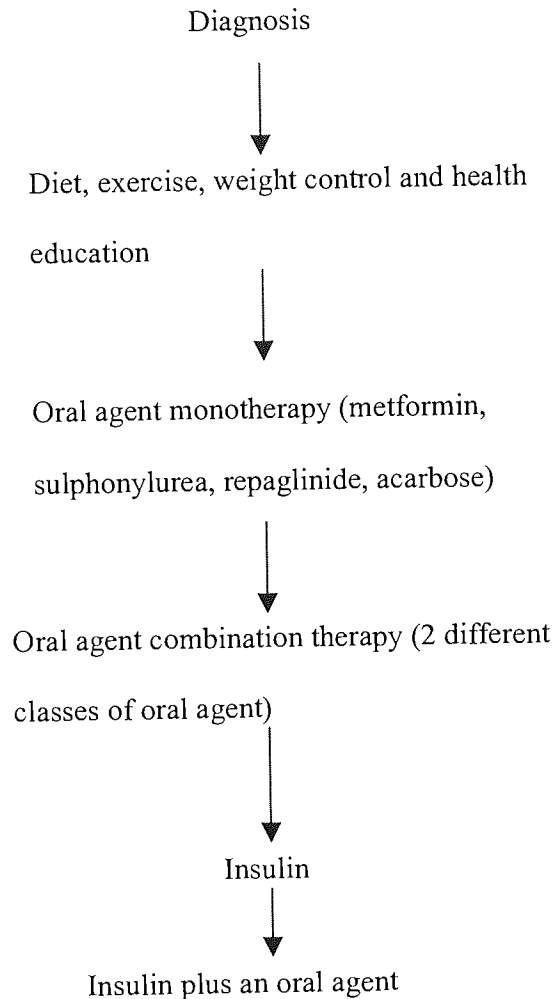 Diagnosis
Diet, exercise, weight control and health
education
Oral agent monotherapy (metformin,
sulphonylurea, repaglinide, acarbose)
Oral agent combination therapy (2 different
classes of oral agent)
Insulin
Insulin plus an oral agent